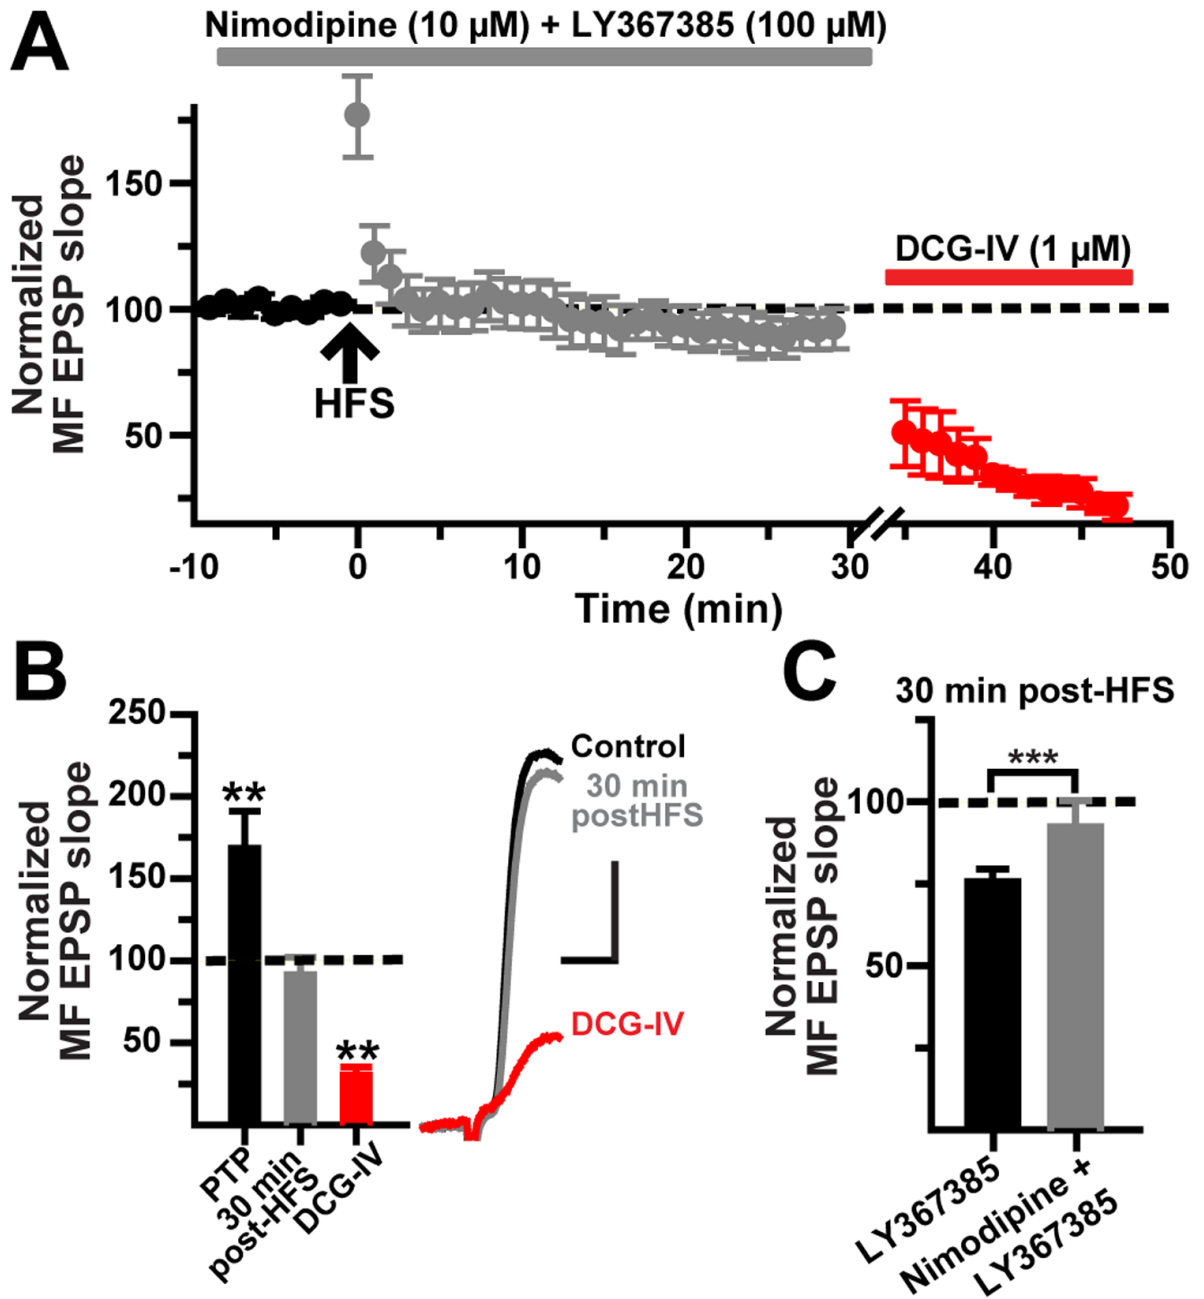 A
Nimodipine (10 µM) + LY367385 (100 µM)
Normalized
MF EPSP slope
150
100
50
HFS
DCG-IV (1 µM)
-10
0
10
20
30
40
50
Time (min)
B
Normalized
MF EPSP slope
250
200
150
100
50
**
**
PTP
30 min
post-HFS
DCG-IV
Control
30 min
postHFS
DCG-IV
C
30 min post-HFS
Normalized
MF EPSP slope
100
50
***
LY367385
Nimodipine +
LY367385